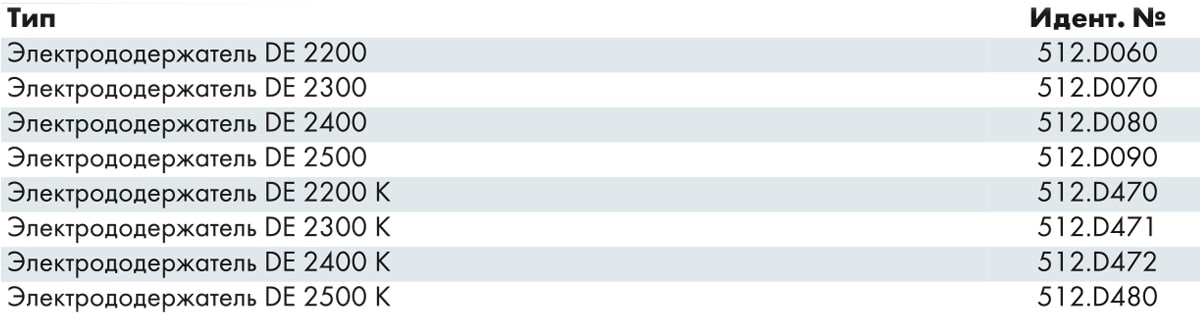 Тип Идент. №
Электрододержатель DE 2200 512.D060
Электрододержатель DE 2300 512.D070
Электрододержатель DE 2400 512.D080
Электрододержатель DE 2500 512.D090
Электрододержатель DE 2200 K 512.D470
Электрододержатель DE 2300 K 512.D471
Электрододержатель DE 2400 K 512.D472
Электрододержатель DE 2500 K 512.D480